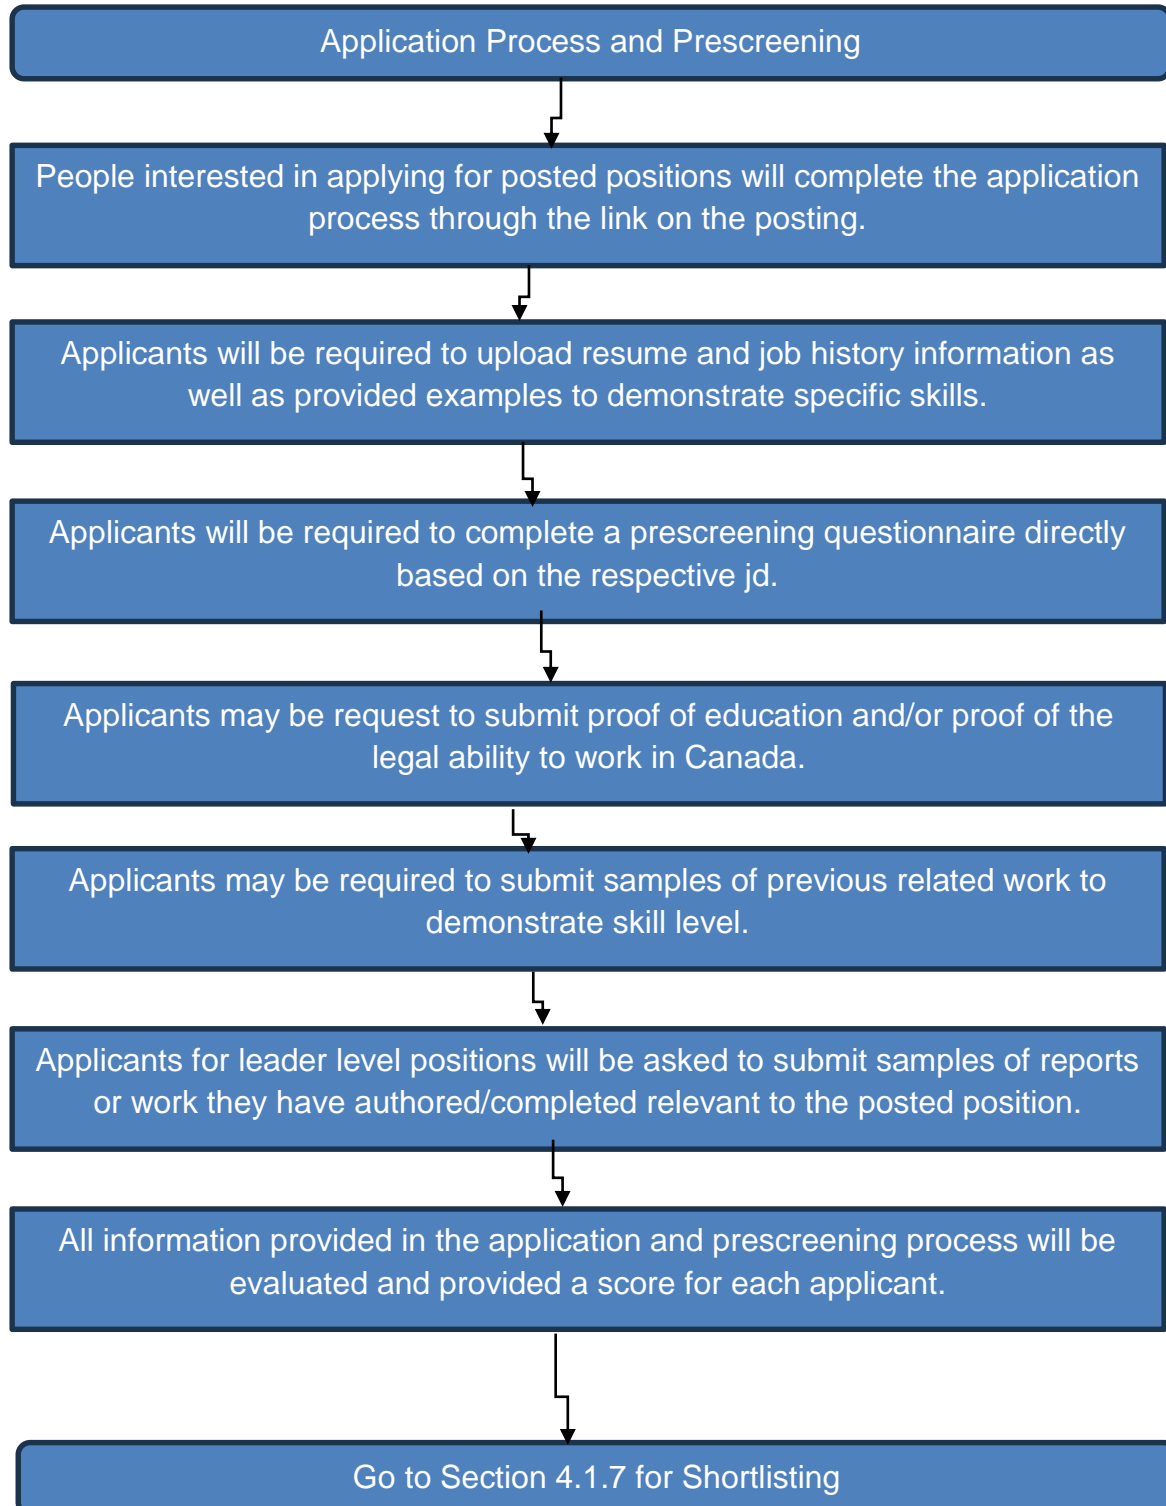 Application Process and Prescreening
People interested in applying for posted positions will complete the application
process through the link on the posting.
Applicants will be required to upload resume and job history information as
well as provided examples to demonstrate specific skills.
Applicants will be required to complete a prescreening questionnaire directly
based on the respective jd.
Applicants may be request to submit proof of education and/or proof of the
legal ability to work in Canada.
Applicants may be required to submit samples of previous related work to
demonstrate skill level.
Applicants for leader level positions will be asked to submit samples of reports
or work they have authored/completed relevant to the posted position.
All information provided in the application and prescreening process will be
evaluated and provided a score for each applicant.
Go to Section 4.1.7 for Shortlisting